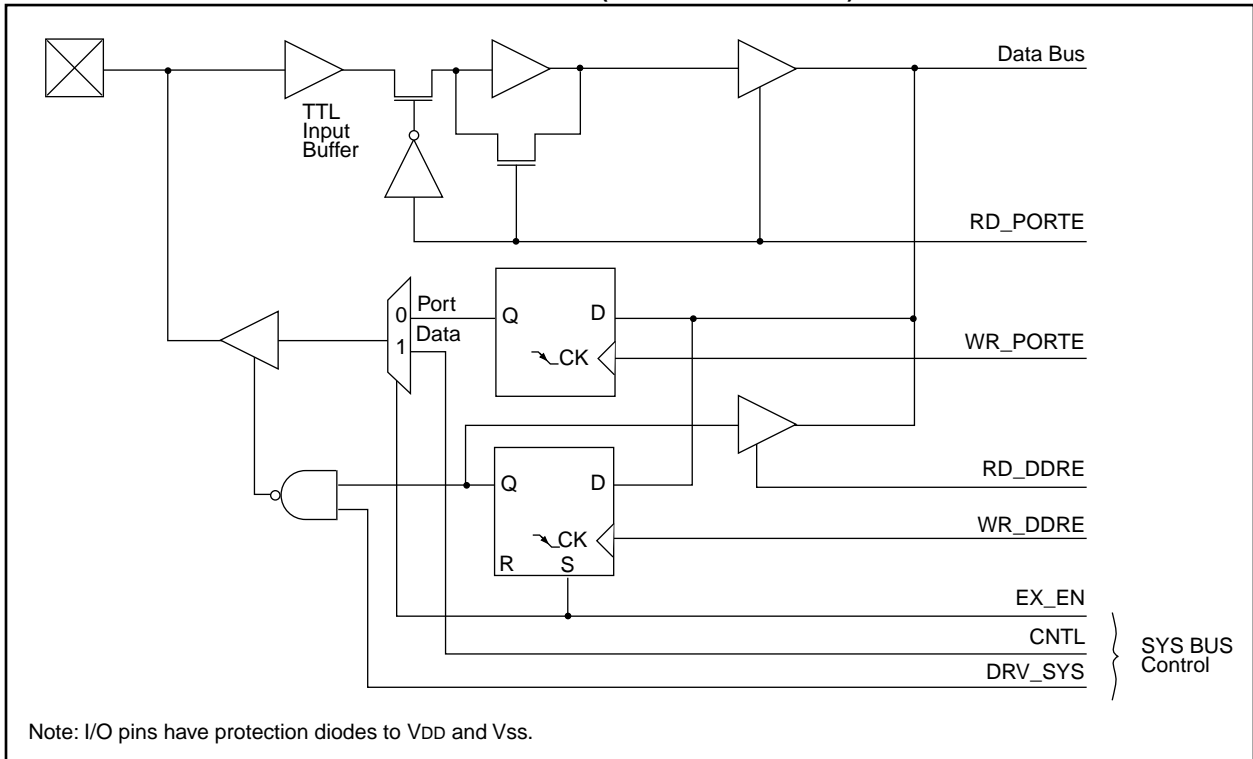 Data Bus
TTL
Input
Buffer
RD_PORTE
0
Port
Data
1
Q
D
CK
WR_PORTE
RD_DDRE
Q
D
CK
R
S
WR_DDRE
EX_EN
CNTL
DRV_SYS
SYS BUS
Control
Note: I/O pins have protection diodes to VDD and Vss.